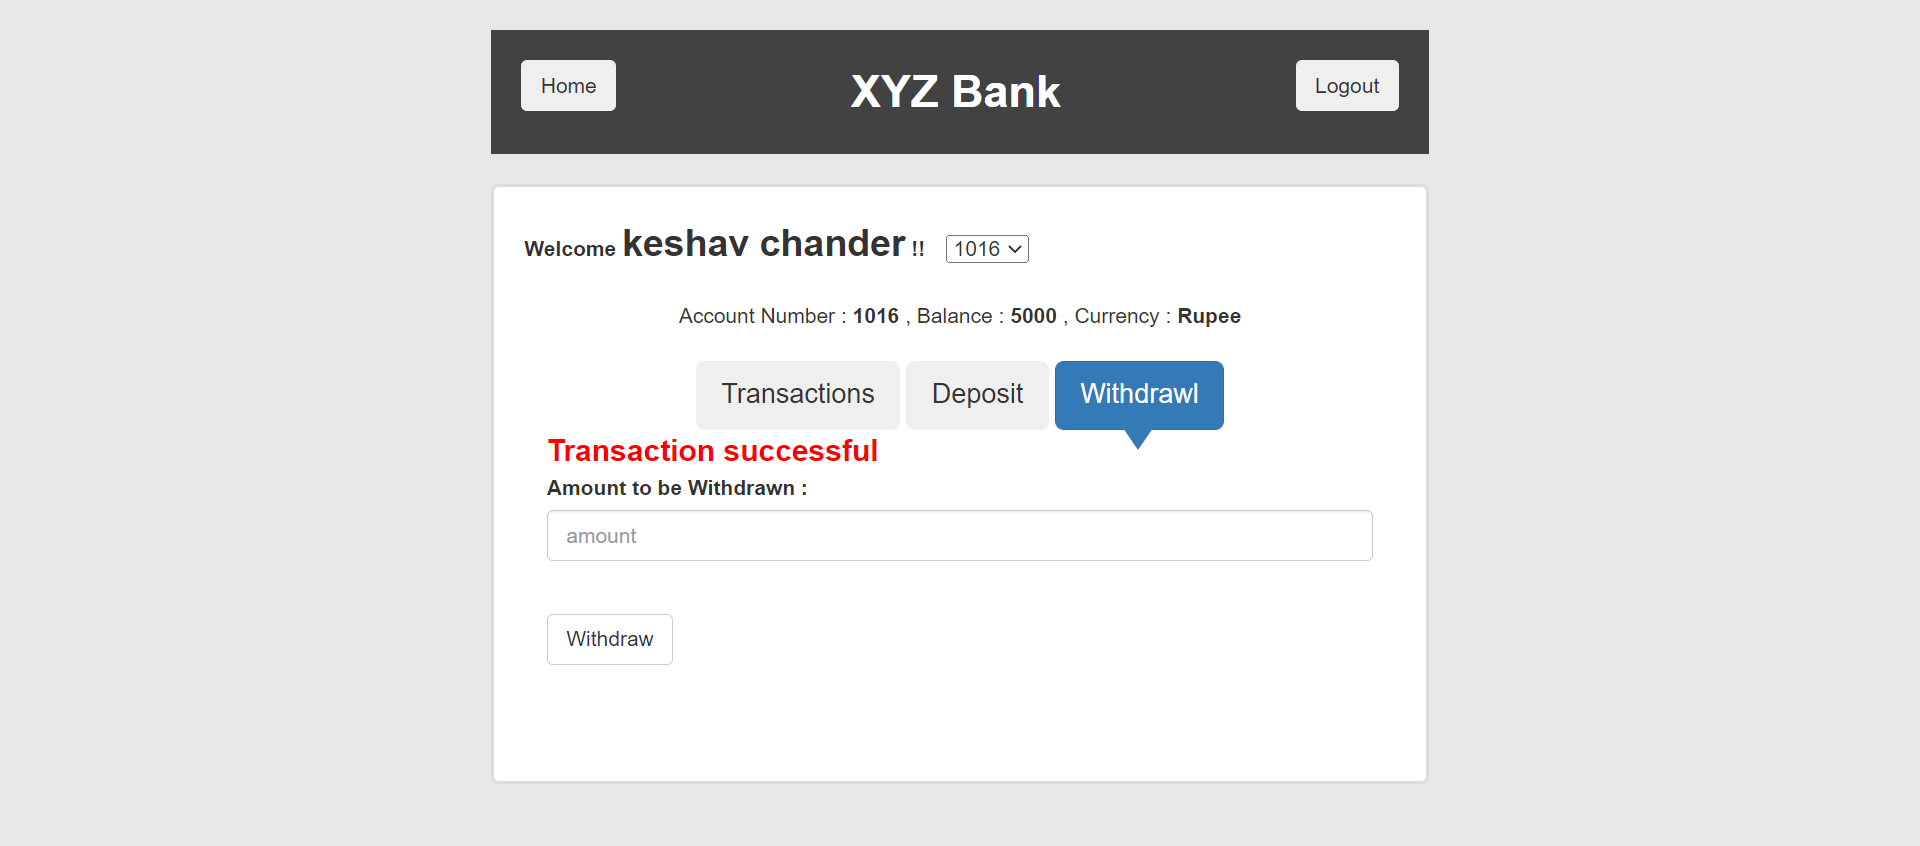 Home XYZ Bank Logout
Welcome keshav chander !! 1016
Account Number : 1016 , Balance : 5000 , Currency : Rupee
Transactions Deposit Withdrawl
Transaction successful
Amount to be Withdrawn :
amount
Withdraw